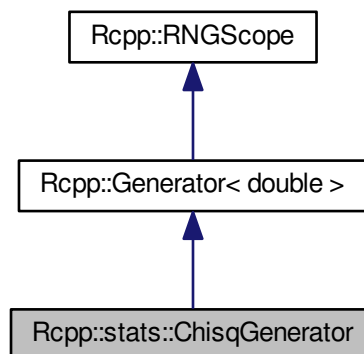 Rcpp::RNGScope
Rcpp::Generator< double >
Rcpp::stats::ChisqGenerator